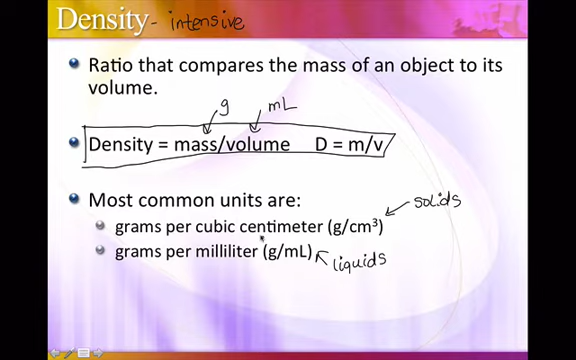 Density - intensive
Ratio that compares the mass of an object to its
volume.
g mL
Density = mass/volume D = m/v
Most common units are:
solids
grams per cubic centimeter (g/cm³)
grams per milliliter (g/mL)
liquids